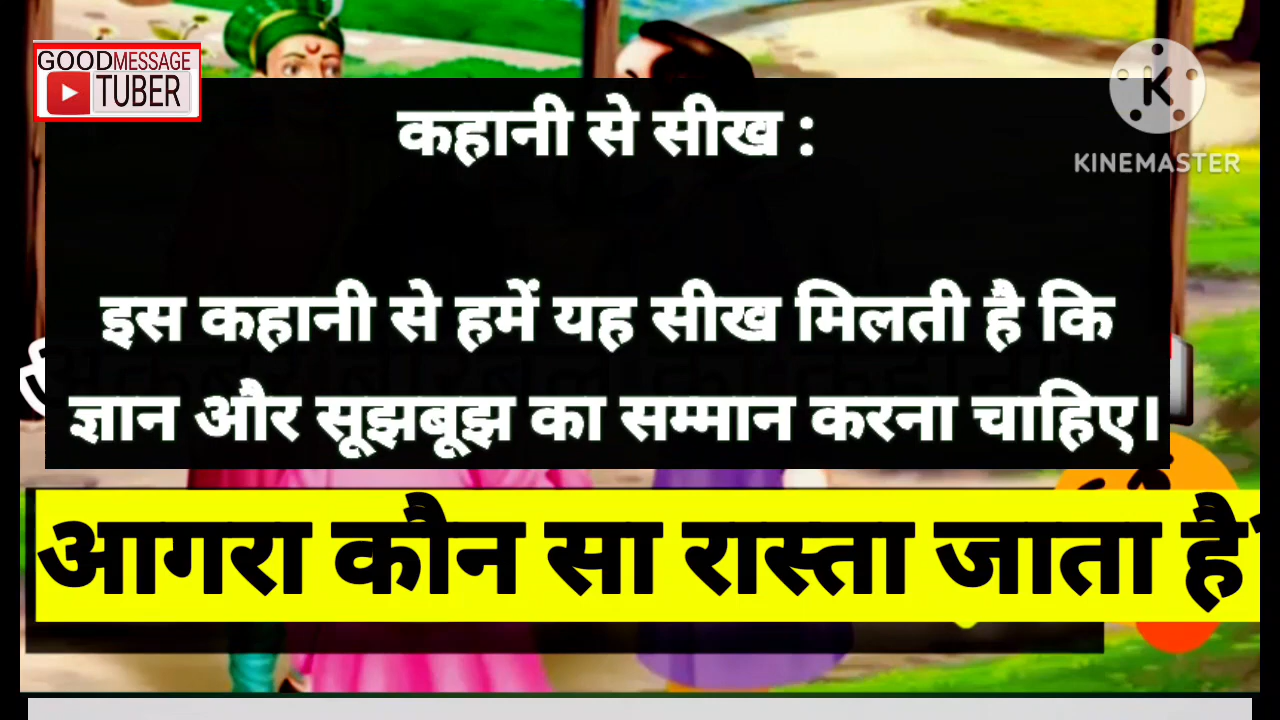 GOODMESSAGE
TUBER
KINEMASTER
कहानी से सीख :
इस कहानी से हमें यह सीख मिलती है कि
ज्ञान और सूझबूझ का सम्मान करना चाहिए।
आगरा कौन सा रास्ता जाता है